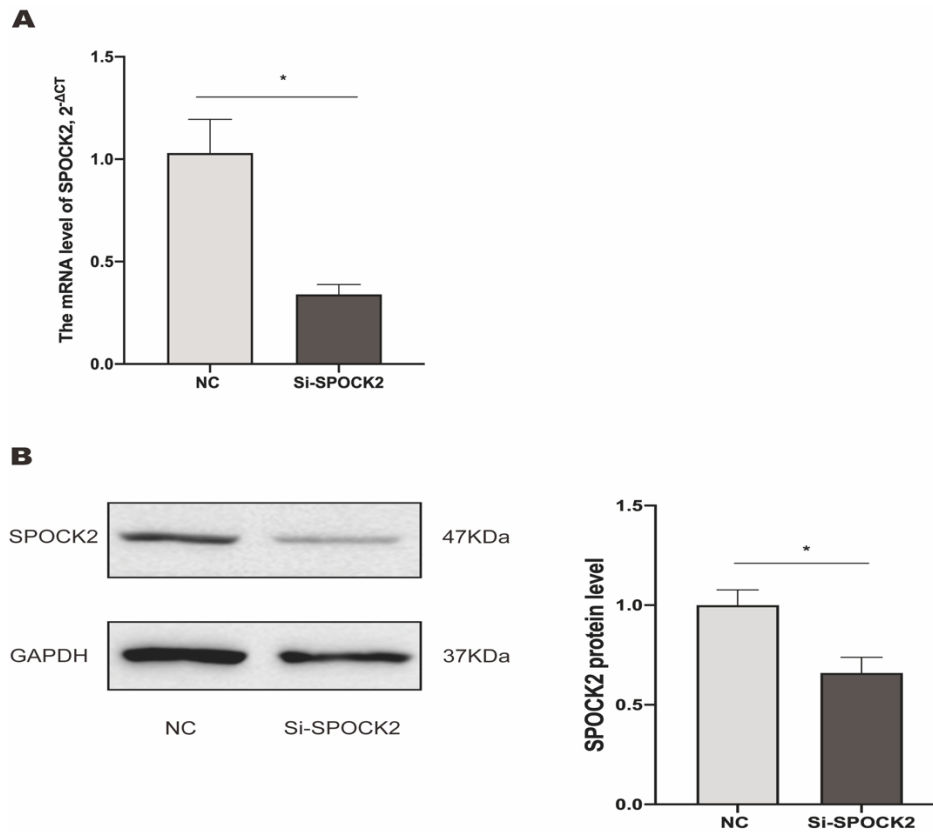 A
The mRNA level of SPOCK2, 2^-ΔCT
1.5
1.0
0.5
0.0
*
NC
Si-SPOCK2
B
SPOCK2
47KDa
GAPDH
37KDa
NC
Si-SPOCK2
SPOCK2 protein level
1.5
1.0
0.5
0.0
*
NC
Si-SPOCK2